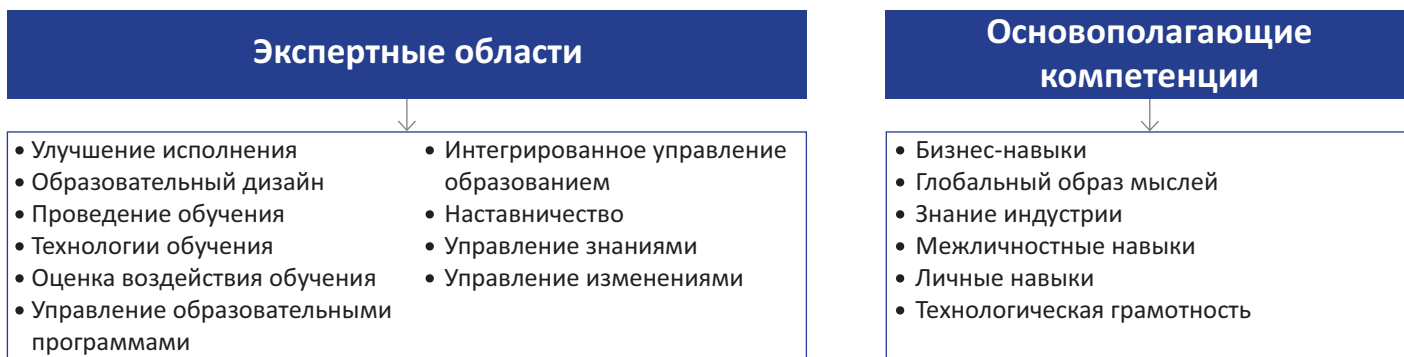 Экспертные области
• Улучшение исполнения
• Образовательный дизайн
• Проведение обучения
• Технологии обучения
• Оценка воздействия обучения
• Управление образовательными
программами
• Интегрированное управление
образованием
• Наставничество
• Управление знаниями
• Управление изменениями
Основополагающие
компетенции
• Бизнес-навыки
• Глобальный образ мыслей
• Знание индустрии
• Межличностные навыки
• Личные навыки
• Технологическая грамотность